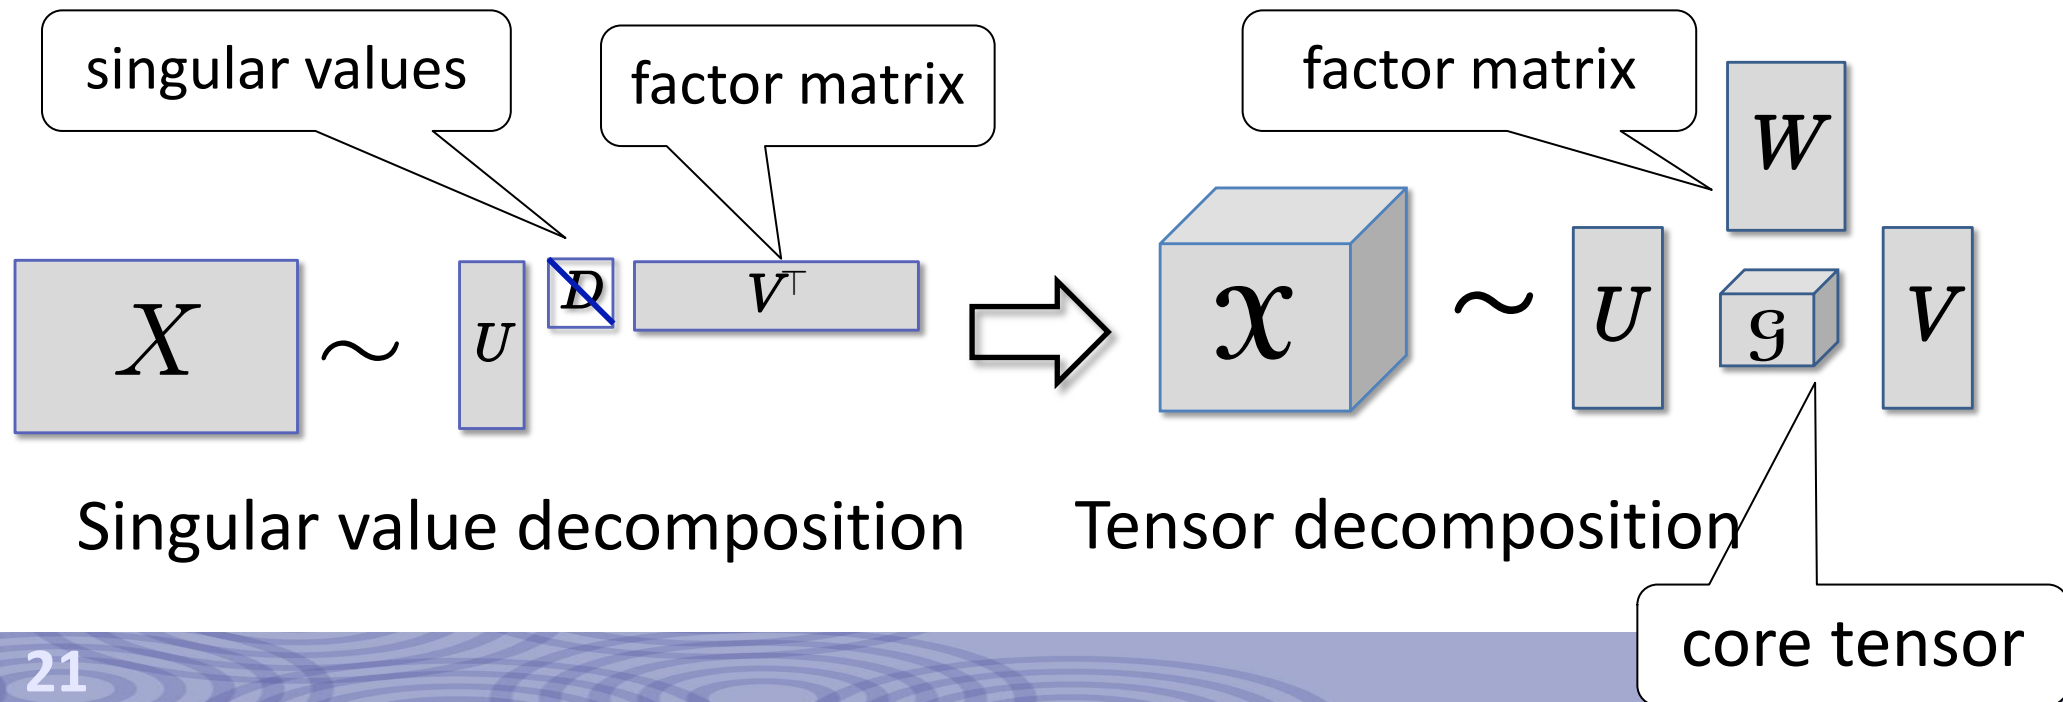 singular values
factor matrix
factor matrix
W
X ∼ U D V⊤
𝒳 ∼ U 𝒢 V
Singular value decomposition
Tensor decomposition
core tensor
21